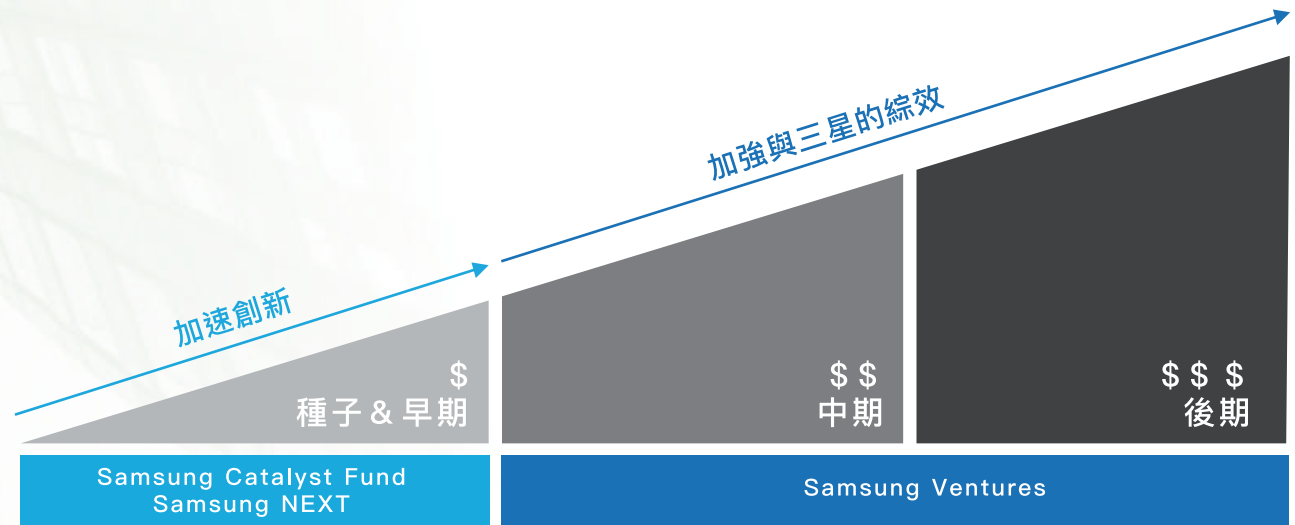 加強與三星的綜效
加速創新
$
種子 & 早期
$ $
中期
$ $ $
後期
Samsung Catalyst Fund
Samsung NEXT
Samsung Ventures